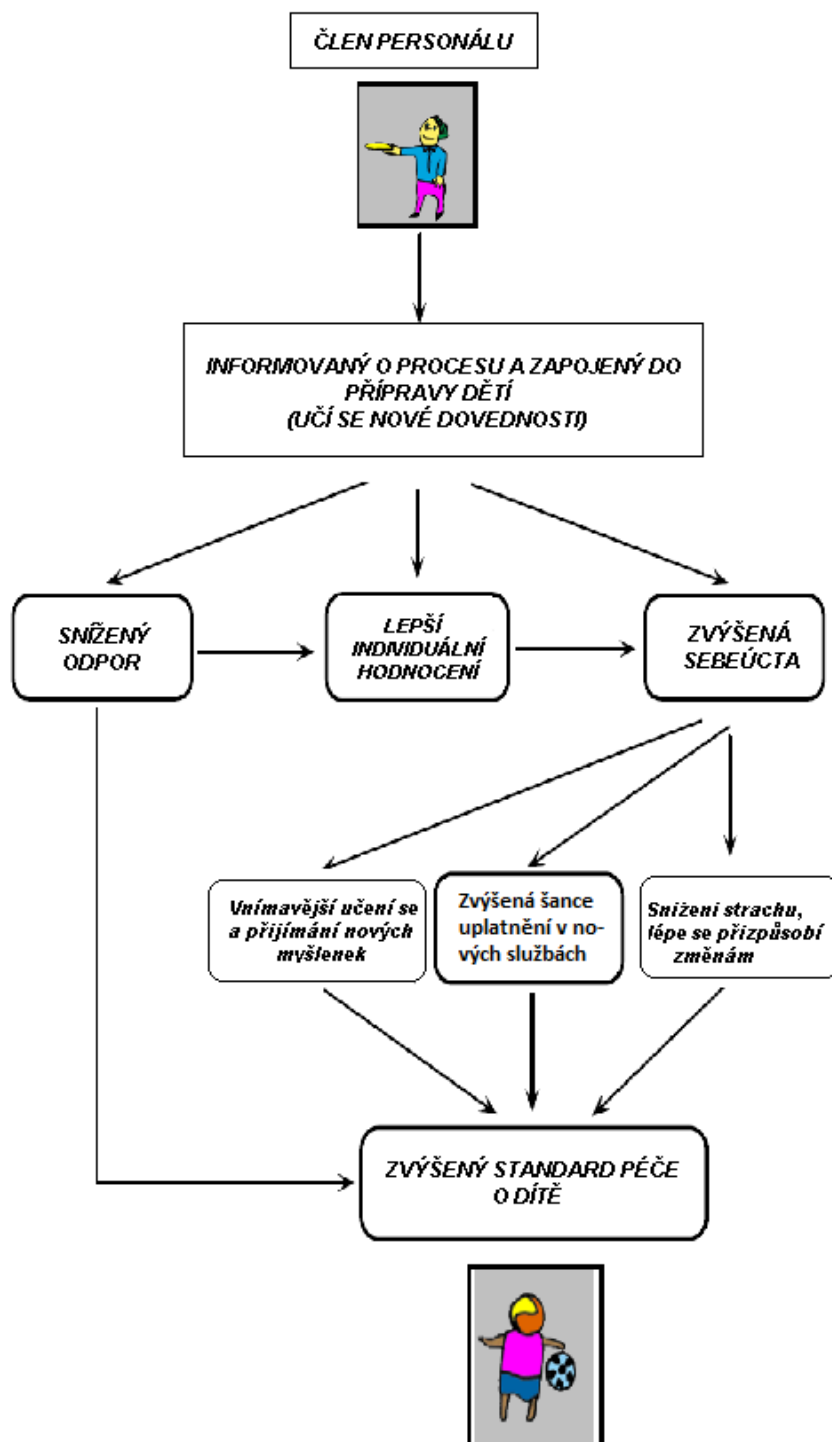 ČLEN PERSONÁLU
INFORMOVANÝ O PROCESU A ZAPOJENÝ DO
PŘÍPRAVY DĚTÍ
(UČÍ SE NOVÉ DOVEDNOSTI)
SNÍŽENÝ
ODPOR
LEPŠÍ
INDIVIDUÁLNÍ
HODNOCENÍ
ZVÝŠENÁ
SEBEÚCTA
Vnímavější učení se
a přijímání nových
myšlenek
Zvýšená šance
uplatnění v no-
vých službách
Snížení strachu,
lépe se přizpůsobí
změnám
ZVÝŠENÝ STANDARD PÉČE
O DÍTĚ